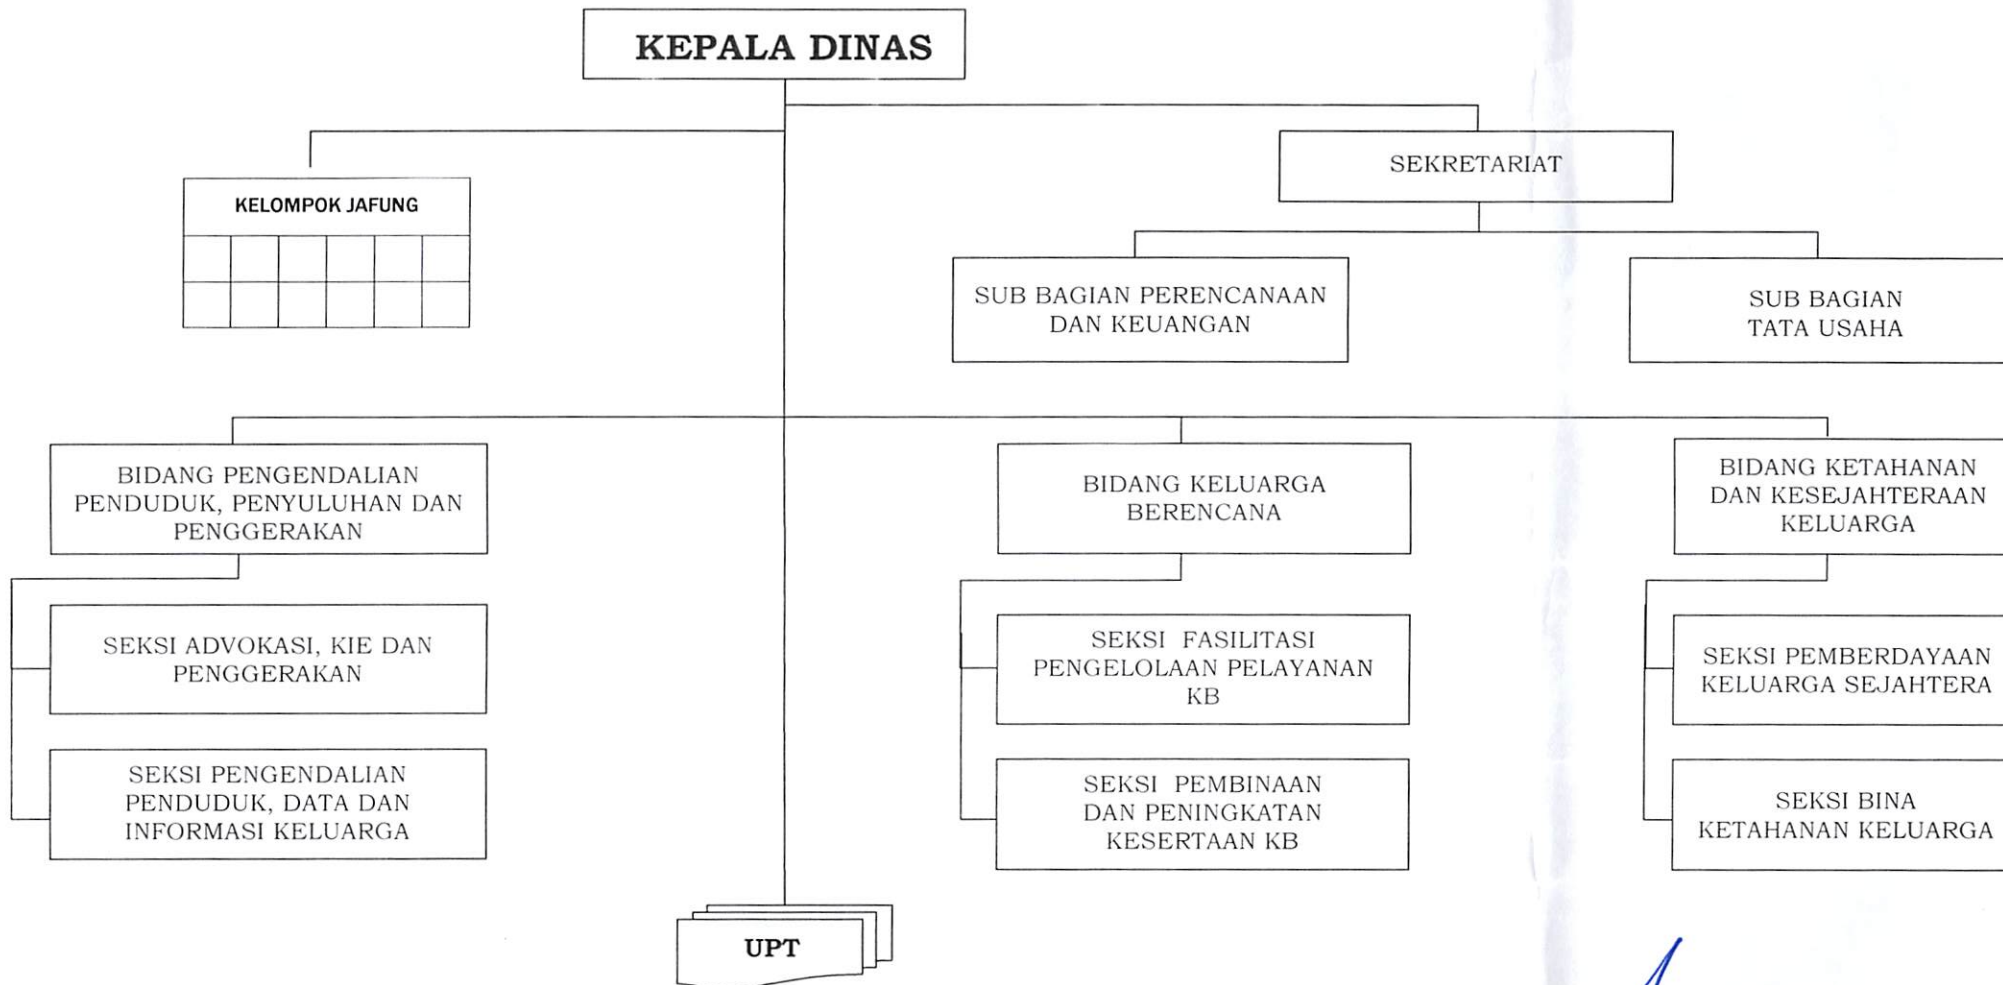 KEPALA DINAS
SEKRETARIAT
KELOMPOK JAFUNG
SUB BAGIAN PERENCANAAN
DAN KEUANGAN
SUB BAGIAN
TATA USAHA
BIDANG PENGENDALIAN
PENDUDUK, PENYULUHAN DAN
PENGGERAKAN
BIDANG KELUARGA
BERENCANA
BIDANG KETAHANAN
DAN KESEJAHTERAAN
KELUARGA
SEKSI ADVOKASI, KIE DAN
PENGGERAKAN
SEKSI FASILITASI
PENGELOLAAN PELAYANAN
KB
SEKSI PEMBERDAYAAN
KELUARGA SEJAHTERA
SEKSI PENGENDALIAN
PENDUDUK, DATA DAN
INFORMASI KELUARGA
SEKSI PEMBINAAN
DAN PENINGKATAN
KESERTAAN KB
SEKSI BINA
KETAHANAN KELUARGA
UPT